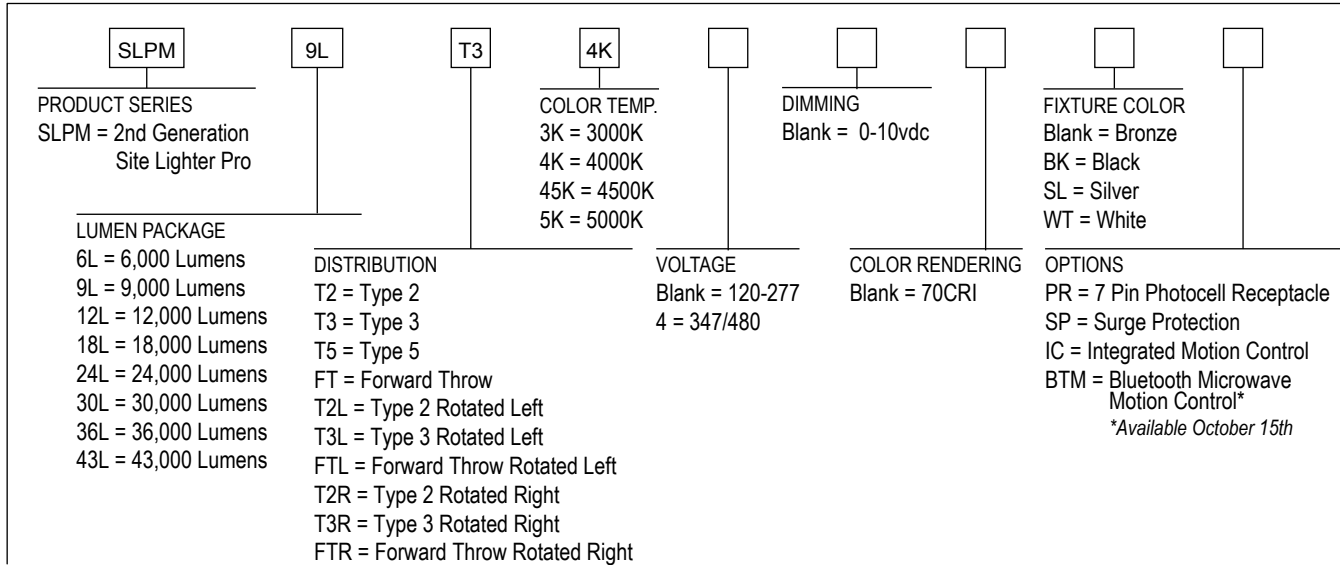 SLPM 9L T3 4K
PRODUCT SERIES
SLPM = 2nd Generation
Site Lighter Pro
LUMEN PACKAGE
6L = 6,000 Lumens
9L = 9,000 Lumens
12L = 12,000 Lumens
18L = 18,000 Lumens
24L = 24,000 Lumens
30L = 30,000 Lumens
36L = 36,000 Lumens
43L = 43,000 Lumens
DISTRIBUTION
T2 = Type 2
T3 = Type 3
T5 = Type 5
FT = Forward Throw
T2L = Type 2 Rotated Left
T3L = Type 3 Rotated Left
FTL = Forward Throw Rotated Left
T2R = Type 2 Rotated Right
T3R = Type 3 Rotated Right
FTR = Forward Throw Rotated Right
COLOR TEMP.
3K = 3000K
4K = 4000K
45K = 4500K
5K = 5000K
VOLTAGE
Blank = 120-277
4 = 347/480
DIMMING
Blank = 0-10vdc
COLOR RENDERING
Blank = 70CRI
FIXTURE COLOR
Blank = Bronze
BK = Black
SL = Silver
WT = White
OPTIONS
PR = 7 Pin Photocell Receptacle
SP = Surge Protection
IC = Integrated Motion Control
BTM = Bluetooth Microwave
Motion Control*
*Available October 15th